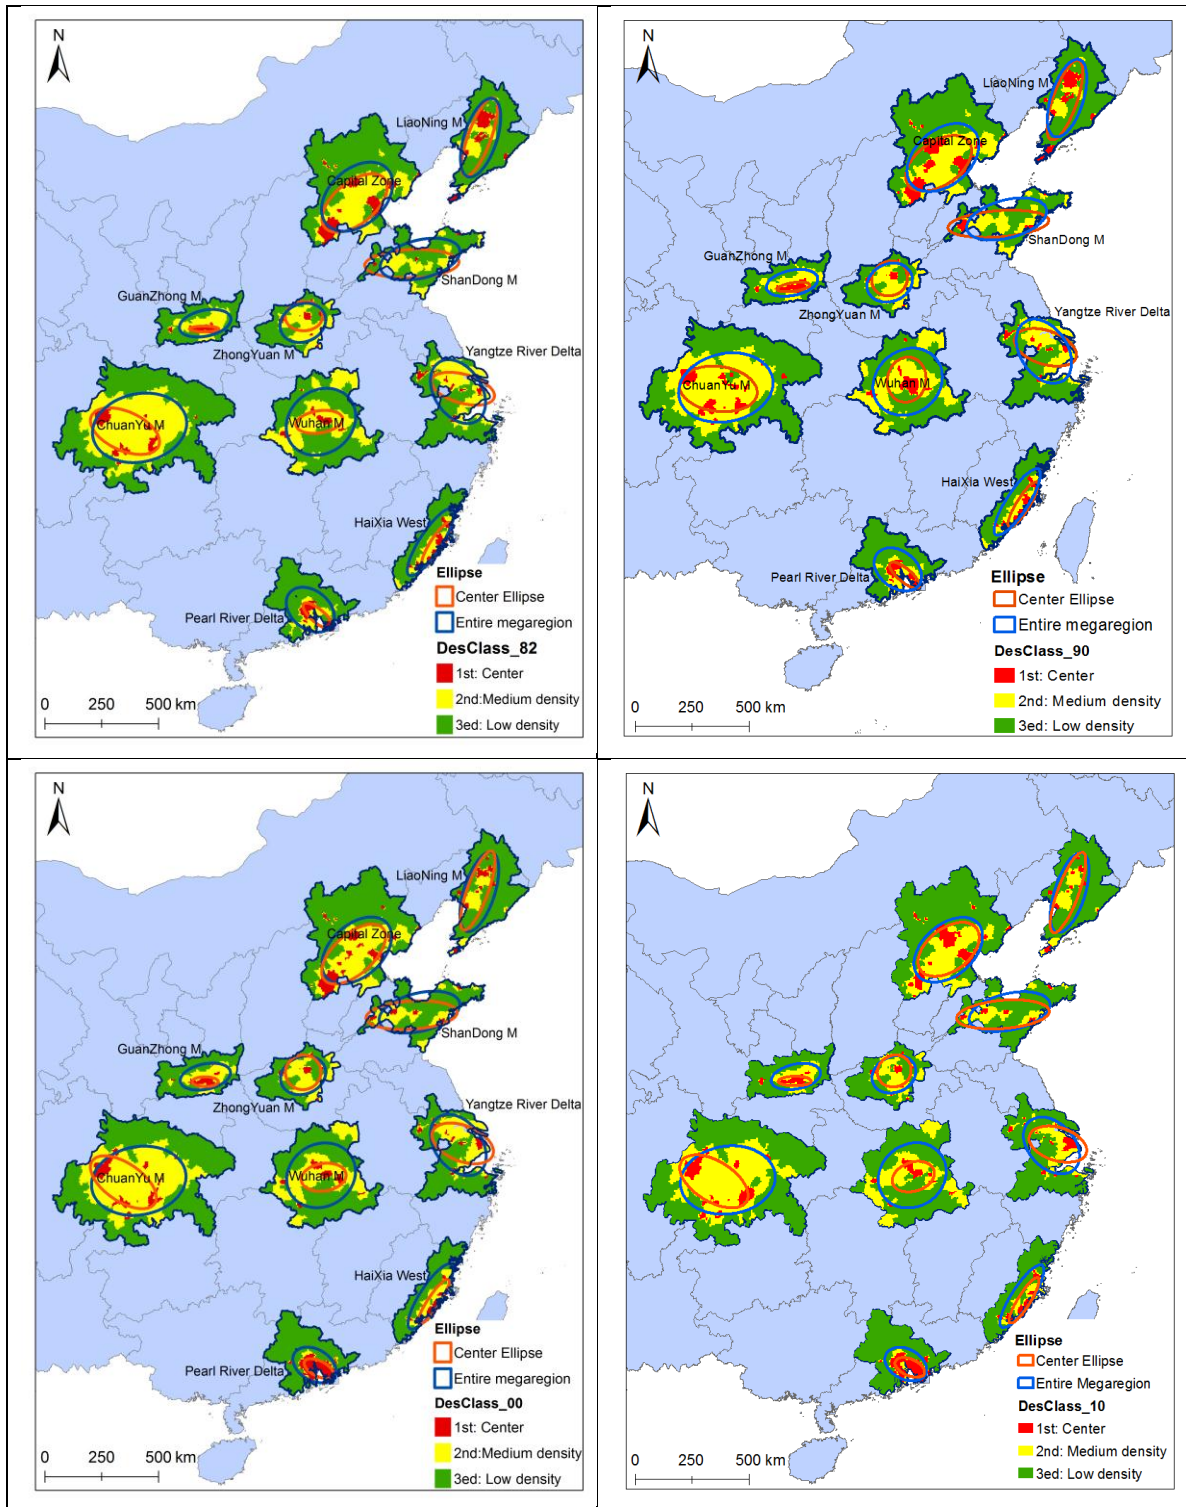 N
LiaoNing M
Capital Zone
ShanDong M
GuanZhong M
ZhongYuan M
Yangtze River Delta
ChuanYu M
Wuhan M
HaiXia West
Pearl River Delta
Ellipse
Center Ellipse
Entire megaregion
DesClass_82
1st: Center
2nd:Medium density
3ed: Low density
0 250 500 km
N
LiaoNing M
Capital Zone
ShanDong M
GuanZhong M
ZhongYuan M
Yangtze River Delta
ChuanYu M
Wuhan M
HaiXia West
Pearl River Delta
Ellipse
Center Ellipse
Entire megaregion
DesClass_90
1st: Center
2nd: Medium density
3ed: Low density
0 250 500 km
N
LiaoNing M
Capital Zone
ShanDong M
GuanZhong M
ZhongYuan M
Yangtze River Delta
ChuanYu M
Wuhan M
HaiXia West
Pearl River Delta
Ellipse
Center Ellipse
Entire megaregion
DesClass_00
1st: Center
2nd:Medium density
3ed: Low density
0 250 500 km
N
Ellipse
Center Ellipse
Entire Megaregion
DesClass_10
1st: Center
2nd: Medium density
3ed: Low density
0 250 500 km